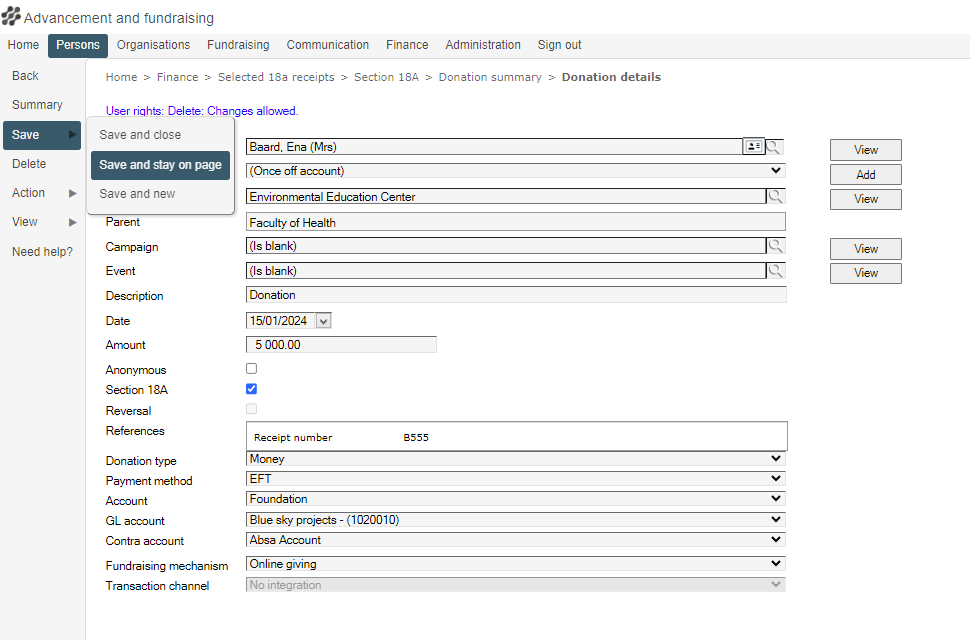 Advancement and fundraising
Home Persons Organisations Fundraising Communication Finance Administration Sign out
Back
Summary
Save
Delete
Action
View
Need help?
Save and close
Save and stay on page
Save and new
Home > Finance > Selected 18a receipts > Section 18A > Donation summary > Donation details
User rights: Delete: Changes allowed.
Baard, Ena (Mrs) View
(Once off account) Add
Environmental Education Center View
Parent Faculty of Health
Campaign (Is blank) View
Event (Is blank) View
Description Donation
Date 15/01/2024
Amount 5 000.00
Anonymous
Section 18A
Reversal
References
Receipt number B555
Donation type Money
Payment method EFT
Account Foundation
GL account Blue sky projects - (1020010)
Contra account Absa Account
Fundraising mechanism Online giving
Transaction channel No integration